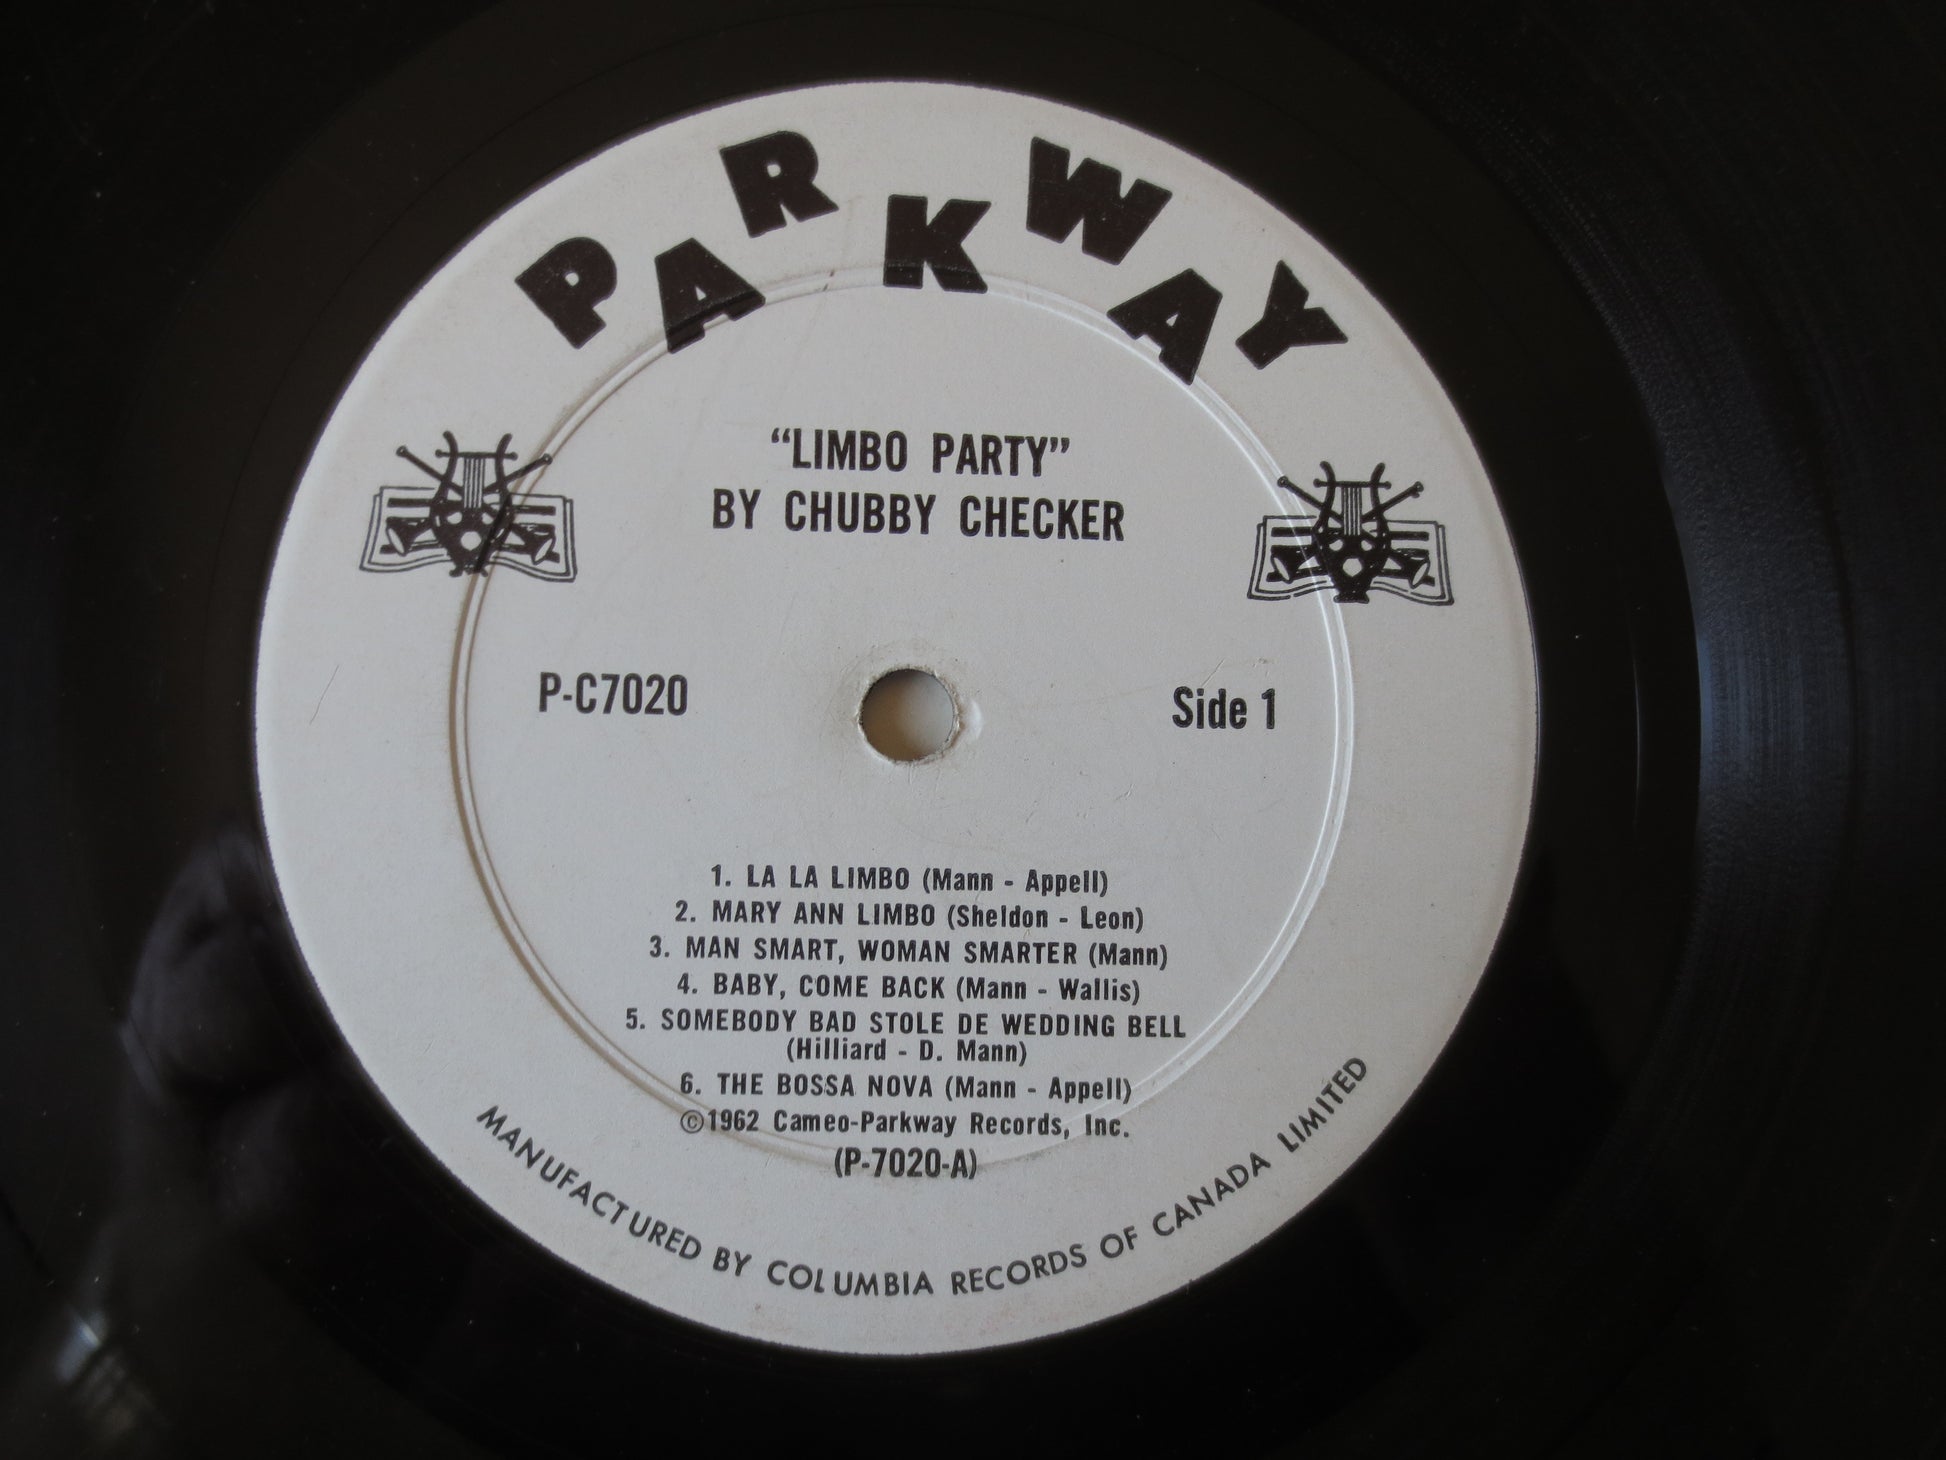 PARKWAY
“LIMBO PARTY”
BY CHUBBY CHECKER
P-C7020
Side 1
1. LA LA LIMBO (Mann - Appell)
2. MARY ANN LIMBO (Sheldon - Leon)
3. MAN SMART, WOMAN SMARTER (Mann)
4. BABY, COME BACK (Mann - Wallis)
5. SOMEBODY BAD STOLE DE WEDDING BELL
(Hilliard - D. Mann)
6. THE BOSSA NOVA (Mann - Appell)
©1962 Cameo-Parkway Records, Inc.
(P-7020-A)
MANUFACTURED BY COLUMBIA RECORDS OF CANADA LIMITED